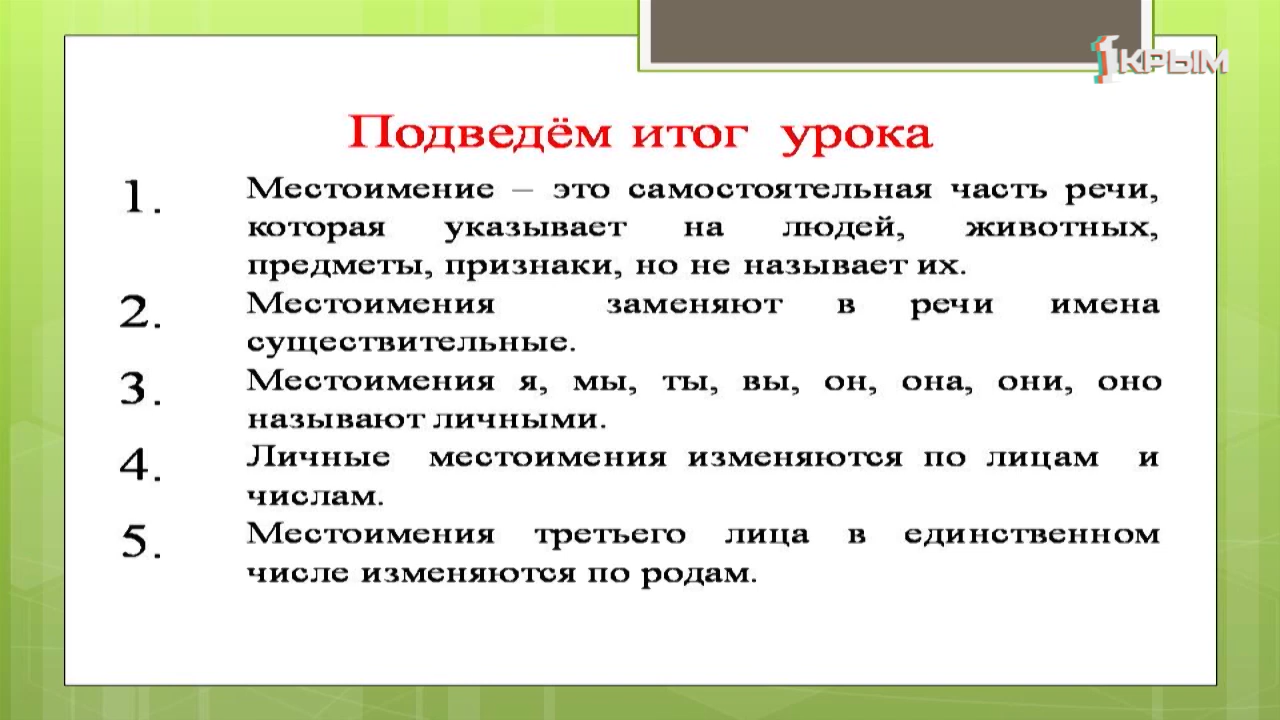 1КРЫМ
Подведём итог урока
1. Местоимение – это самостоятельная часть речи,
которая указывает на людей, животных,
предметы, признаки, но не называет их.
2. Местоимения заменяют в речи имена
существительные.
3. Местоимения я, мы, ты, вы, он, она, они, оно
называют личными.
4. Личные местоимения изменяются по лицам и
числам.
5. Местоимения третьего лица в единственном
числе изменяются по родам.